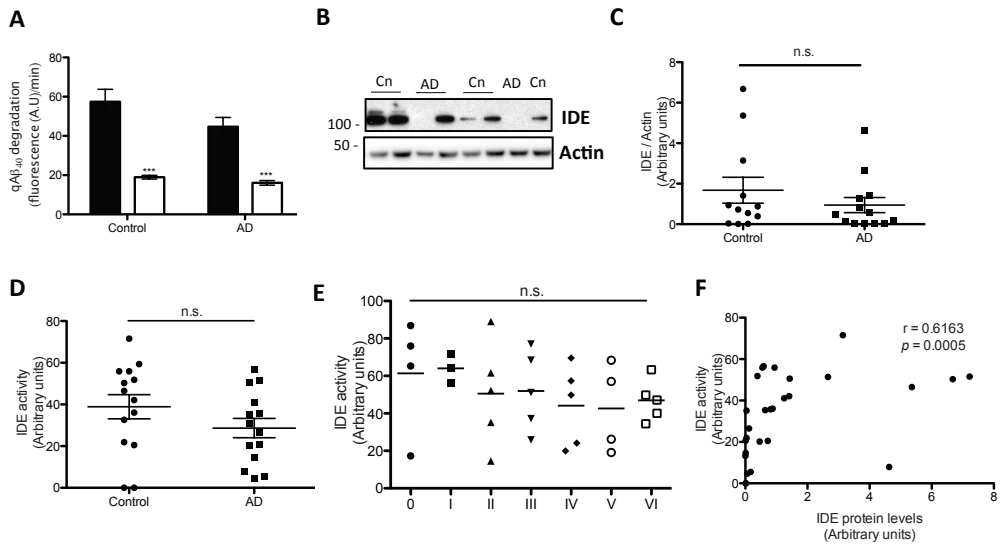 A
qAβ40 degradation
(fluorescence (A.U)/min)
80
60
40
20
0
***
***
Control
AD
B
Cn
AD
Cn
AD
Cn
100 -
50 -
IDE
Actin
C
n.s.
IDE / Actin
(Arbitrary units)
8
6
4
2
0
Control
AD
D
n.s.
IDE activity
(Arbitrary units)
80
60
40
20
0
Control
AD
E
n.s.
IDE activity
(Arbitrary units)
100
80
60
40
20
0
0
I
II
III
IV
V
VI
F
r = 0.6163
p = 0.0005
IDE activity
(Arbitrary units)
80
60
40
20
0
0
2
4
6
8
IDE protein levels
(Arbitrary units)